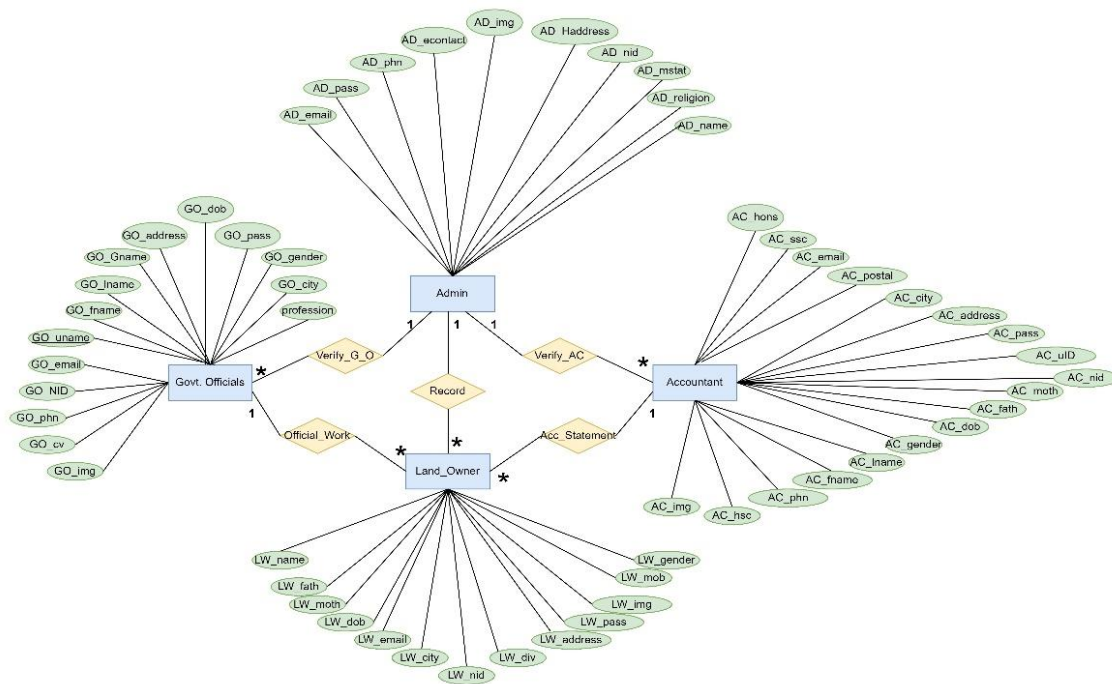 AD_img
AD_Haddress
AD_econtact
AD_nid
AD_phn
AD_mstat
AD_pass
AD_religion
AD_email
AD_name
GO_dob
GO_address
GO_pass
GO_Gname
GO_gender
GO_lname
GO_city
GO_fname
profession
GO_uname
GO_email
GO_NID
GO_phn
GO_cv
GO_img
AC_hons
AC_ssc
AC_email
AC_postal
AC_city
AC_address
AC_pass
AC_uID
AC_nid
AC_moth
AC_fath
AC_dob
AC_gender
AC_lname
AC_fname
AC_phn
AC_hsc
AC_img
Admin
1
1
1
Verify_G_O
Verify_AC
*
*
Govt. Officials
Record
Accountant
1
1
Official_Work
Acc_Statement
*
*
*
Land_Owner
LW_name
LW_gender
LW_fath
LW_mob
LW_moth
LW_img
LW_dob
LW_pass
LW_email
LW_address
LW_city
LW_div
LW_nid